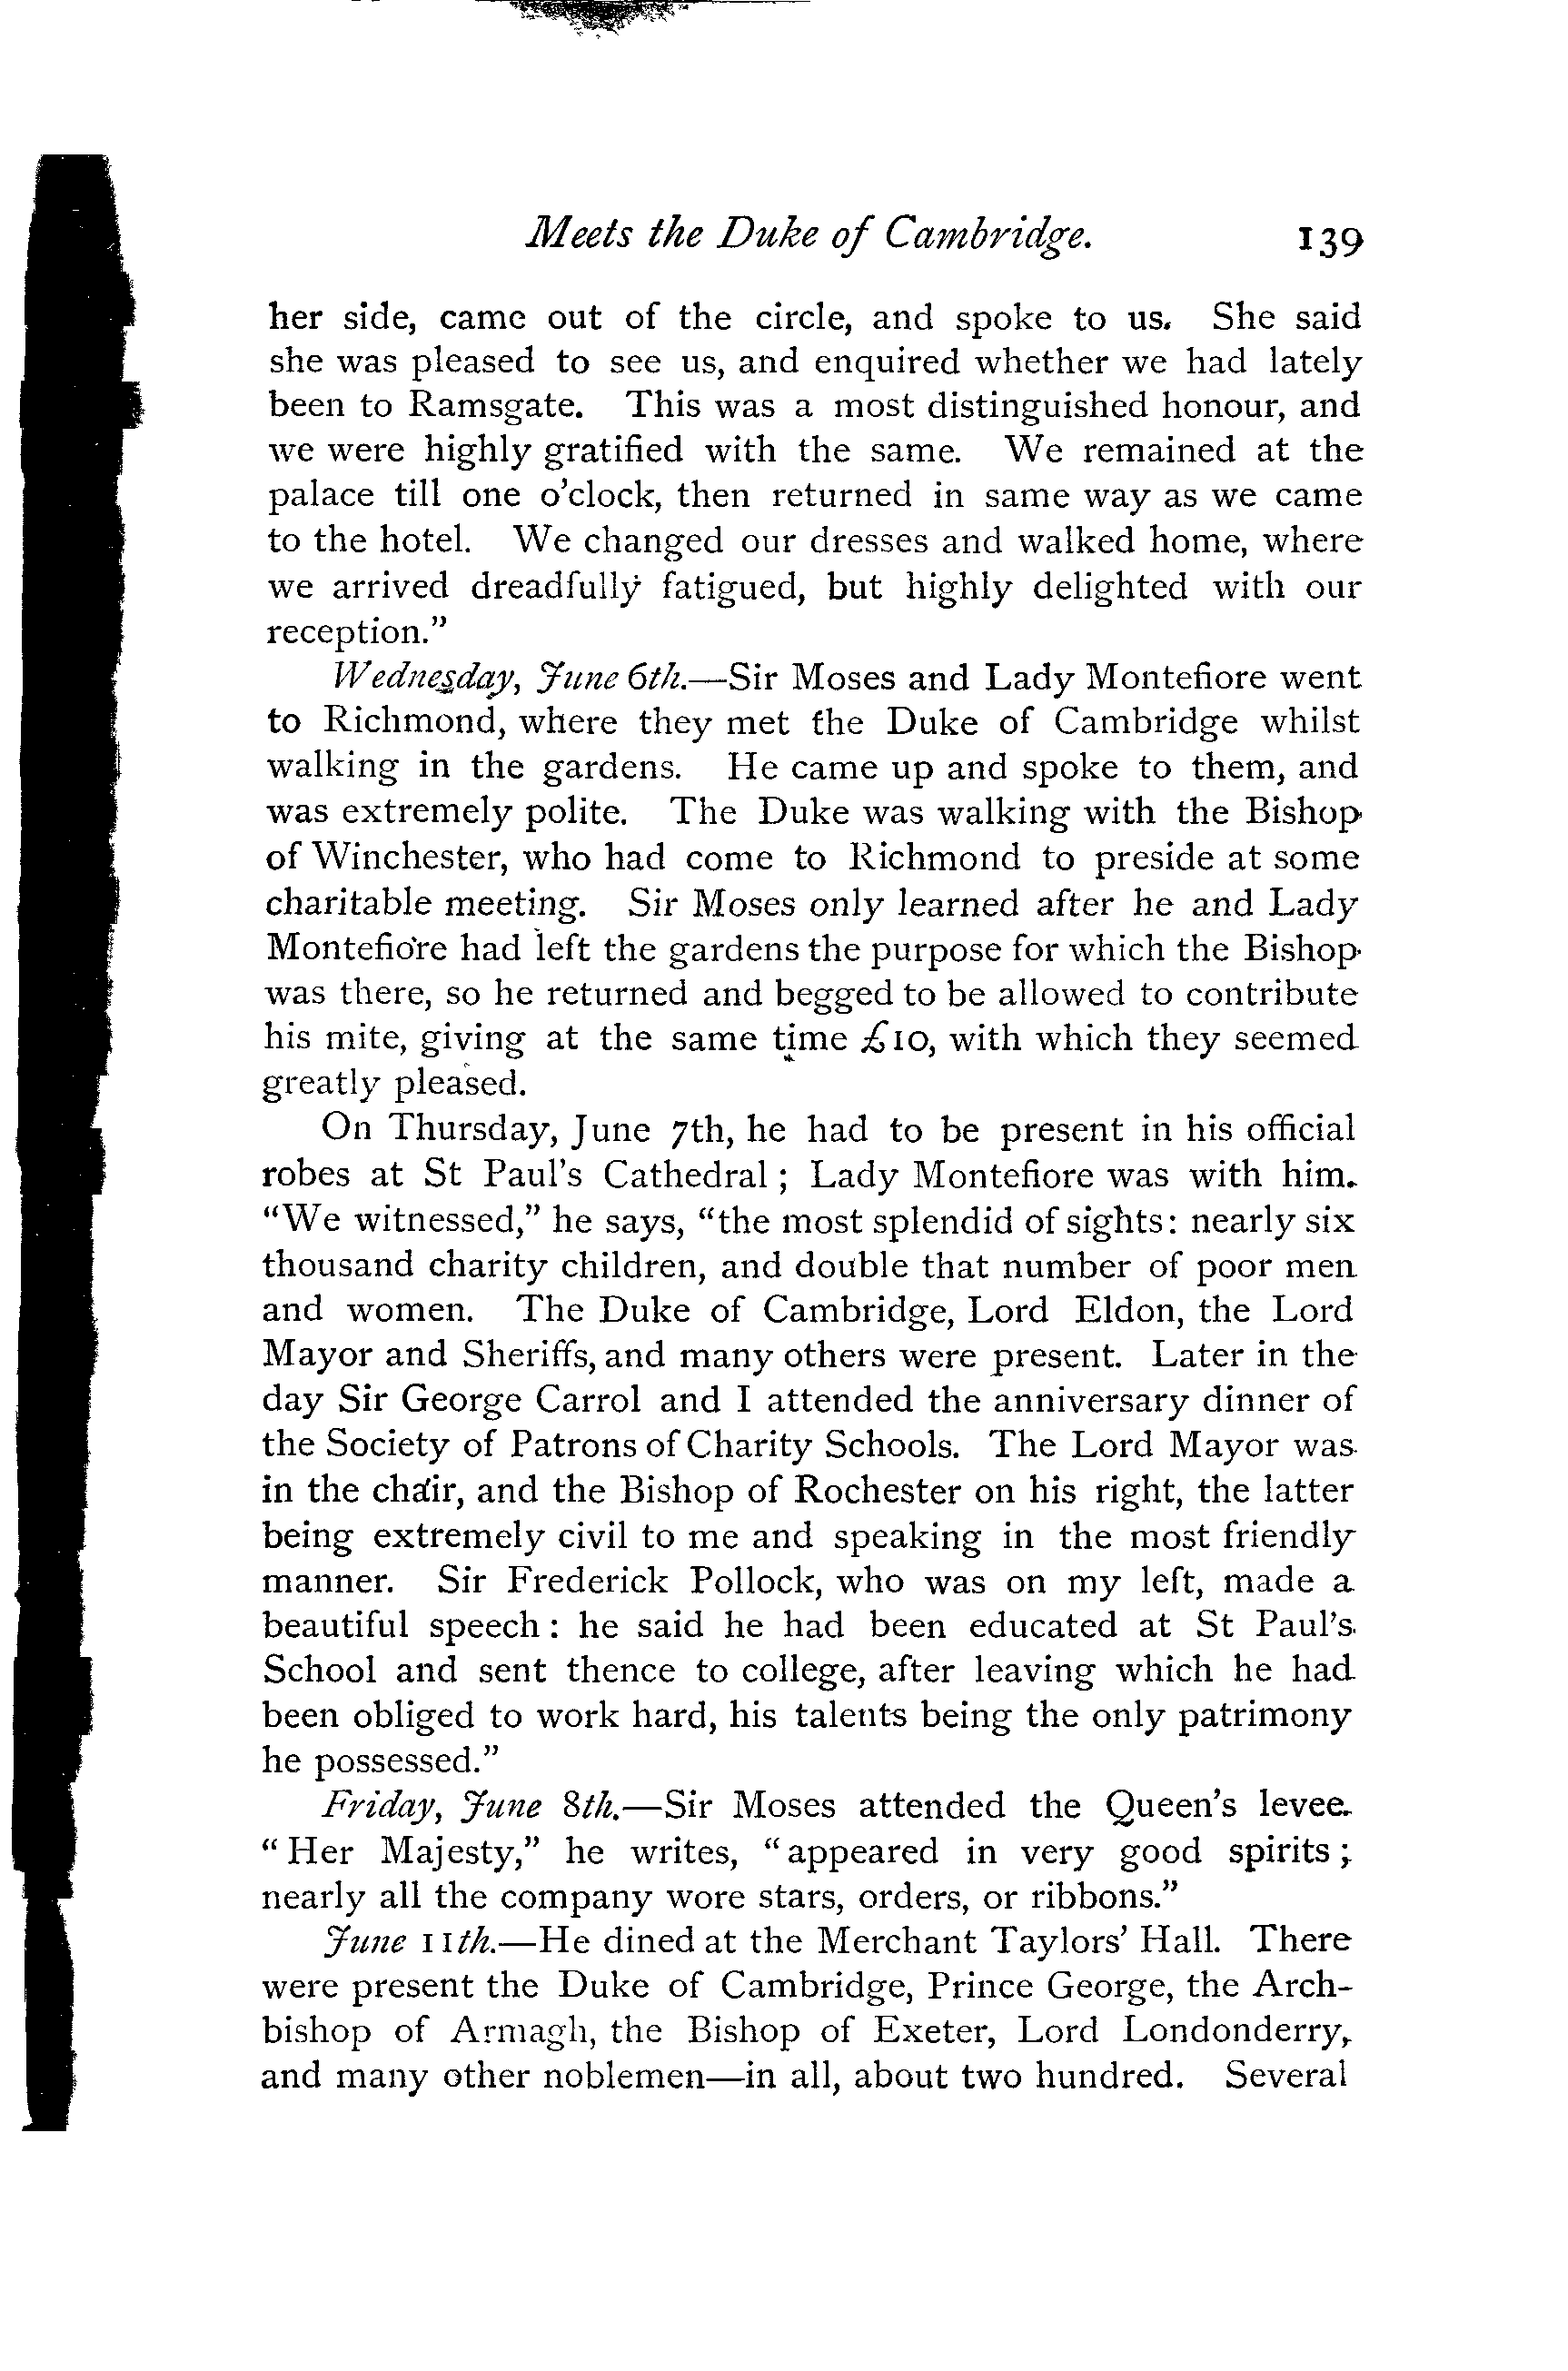 Meets the Duke of Cambridge. 139
her side, came out of the circle, and spoke to us. She said
she was pleased to see us, and enquired whether we had lately
been to Ramsgate. This was a most distinguished honour, and
we were highly gratified with the same. We remained at the
palace till one o'clock, then returned in same way as we came
to the hotel. We changed our dresses and walked home, where
we arrived dreadfully fatigued, but highly delighted with our
reception.”
Wednesday, June 6th.—Sir Moses and Lady Montefiore went
to Richmond, where they met the Duke of Cambridge whilst
walking in the gardens. He came up and spoke to them, and
was extremely polite. The Duke was walking with the Bishop
of Winchester, who had come to Richmond to preside at some
charitable meeting. Sir Moses only learned after he and Lady
Montefiore had left the gardens the purpose for which the Bishop
was there, so he returned and begged to be allowed to contribute
his mite, giving at the same time £10, with which they seemed
greatly pleased.
On Thursday, June 7th, he had to be present in his official
robes at St Paul's Cathedral; Lady Montefiore was with him.
“We witnessed,” he says, “the most splendid of sights: nearly six
thousand charity children, and double that number of poor men
and women. The Duke of Cambridge, Lord Eldon, the Lord
Mayor and Sheriffs, and many others were present. Later in the
day Sir George Carrol and I attended the anniversary dinner of
the Society of Patrons of Charity Schools. The Lord Mayor was
in the chair, and the Bishop of Rochester on his right, the latter
being extremely civil to me and speaking in the most friendly
manner. Sir Frederick Pollock, who was on my left, made a
beautiful speech: he said he had been educated at St Paul's
School and sent thence to college, after leaving which he had
been obliged to work hard, his talents being the only patrimony
he possessed.”
Friday, June 8th.—Sir Moses attended the Queen's levee.
“Her Majesty,” he writes, “appeared in very good spirits;
nearly all the company wore stars, orders, or ribbons.”
June 11th.—He dined at the Merchant Taylors' Hall. There
were present the Duke of Cambridge, Prince George, the Arch-
bishop of Armagh, the Bishop of Exeter, Lord Londonderry,
and many other noblemen—in all, about two hundred. Several